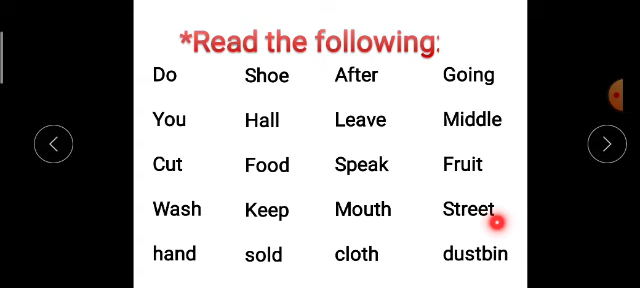 *Read the following:
Do Shoe After Going
You Hall Leave Middle
Cut Food Speak Fruit
Wash Keep Mouth Street
hand sold cloth dustbin